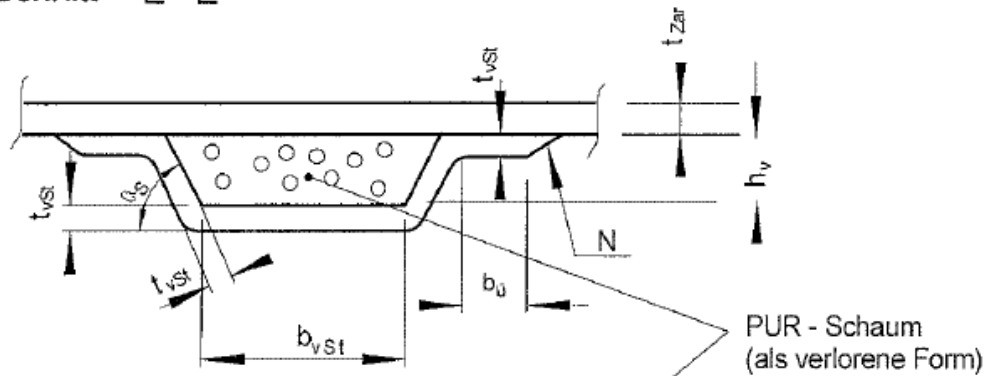 t_Zar
t_vSt
h_v
t_vSt
α_S
t_vSt
N
b_ü
b_vSt
PUR - Schaum
(als verlorene Form)